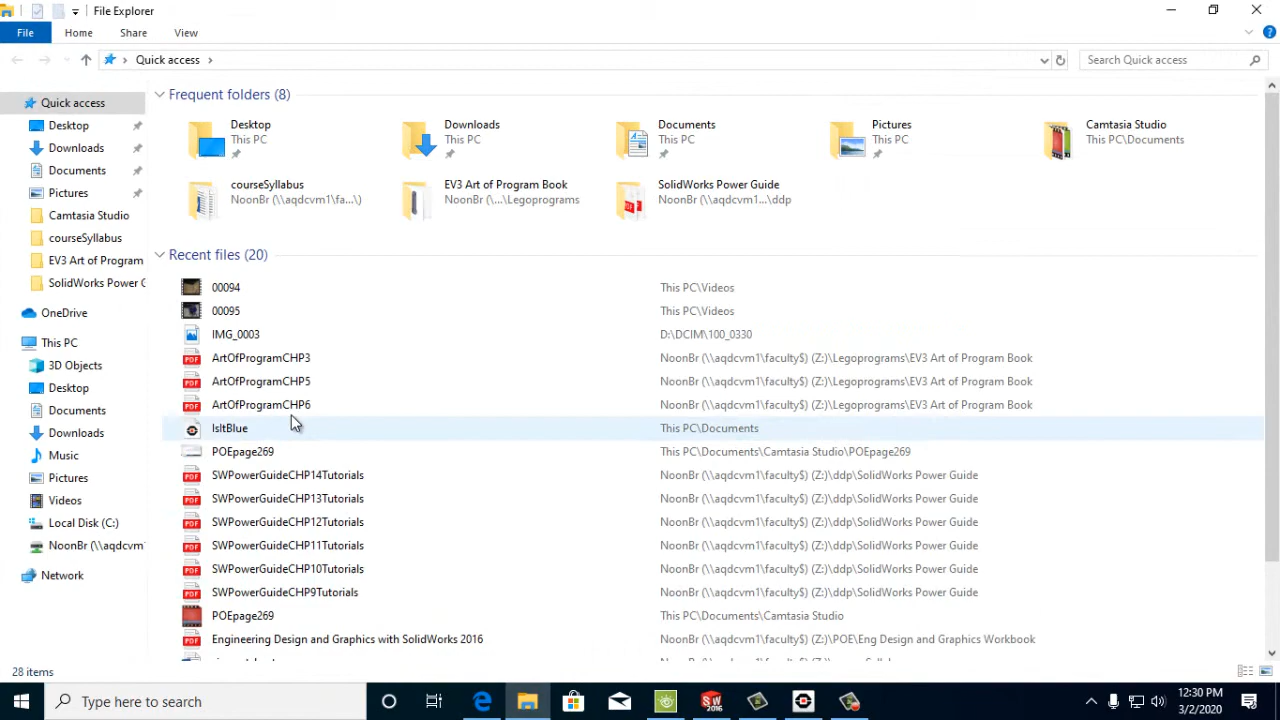 File Explorer
File Home Share View
Quick access Search Quick access
Quick access
Desktop
Downloads
Documents
Pictures
Camtasia Studio
courseSyllabus
EV3 Art of Program
SolidWorks Power G
OneDrive
This PC
3D Objects
Desktop
Documents
Downloads
Music
Pictures
Videos
Local Disk (C:)
NoonBr (\\aqdcvm1
Network
Frequent folders (8)
Desktop
This PC
Downloads
This PC
Documents
This PC
Pictures
This PC
Camtasia Studio
This PC\Documents
courseSyllabus
NoonBr (\\aqdcvm1\fa...\)
EV3 Art of Program Book
NoonBr (\...\Legoprograms
SolidWorks Power Guide
NoonBr (\\aqdcvm1...\ddp
Recent files (20)
00094 This PC\Videos
00095 This PC\Videos
IMG_0003 D:\DCIM\100_0330
ArtOfProgramCHP3 NoonBr (\\aqdcvm1\faculty$) (Z:)\Legoprograms\EV3 Art of Program Book
ArtOfProgramCHP5 NoonBr (\\aqdcvm1\faculty$) (Z:)\Legoprograms\EV3 Art of Program Book
ArtOfProgramCHP6 NoonBr (\\aqdcvm1\faculty$) (Z:)\Legoprograms\EV3 Art of Program Book
IsItBlue This PC\Documents
POEpage269 This PC\Documents\Camtasia Studio\POEpage269
SWPowerGuideCHP14Tutorials NoonBr (\\aqdcvm1\faculty$) (Z:)\ddp\SolidWorks Power Guide
SWPowerGuideCHP13Tutorials NoonBr (\\aqdcvm1\faculty$) (Z:)\ddp\SolidWorks Power Guide
SWPowerGuideCHP12Tutorials NoonBr (\\aqdcvm1\faculty$) (Z:)\ddp\SolidWorks Power Guide
SWPowerGuideCHP11Tutorials NoonBr (\\aqdcvm1\faculty$) (Z:)\ddp\SolidWorks Power Guide
SWPowerGuideCHP10Tutorials NoonBr (\\aqdcvm1\faculty$) (Z:)\ddp\SolidWorks Power Guide
SWPowerGuideCHP9Tutorials NoonBr (\\aqdcvm1\faculty$) (Z:)\ddp\SolidWorks Power Guide
POEpage269 This PC\Documents\Camtasia Studio
Engineering Design and Graphics with SolidWorks 2016 NoonBr (\\aqdcvm1\faculty$) (Z:)\POE\Eng Design and Graphics Workbook
28 items
Type here to search
SW
2016
12:30 PM
3/2/2020